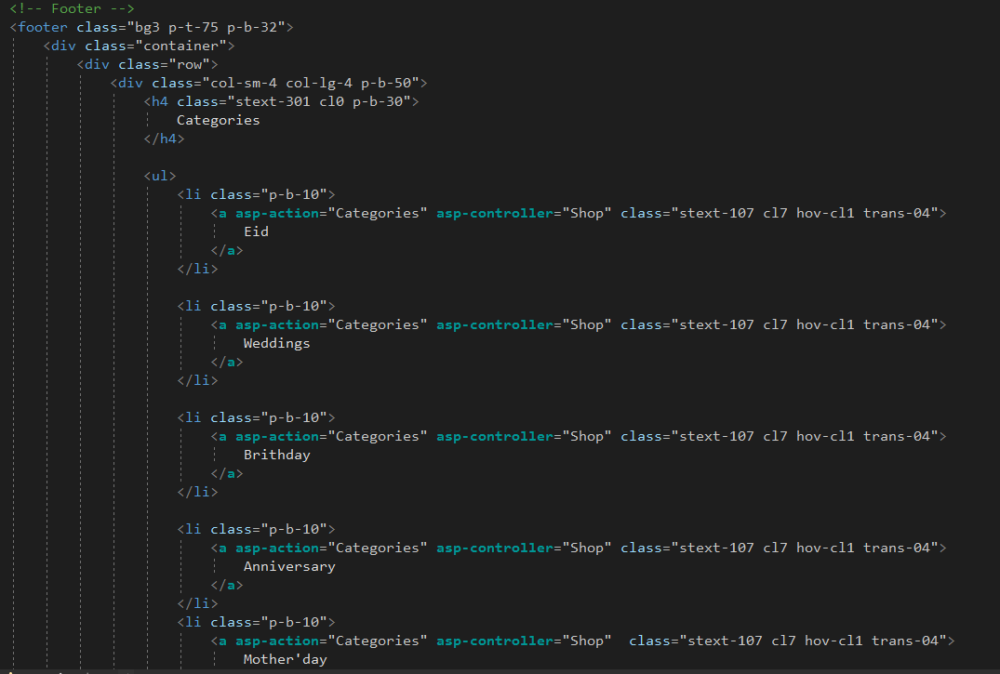 <!-- Footer -->
<footer class="bg3 p-t-75 p-b-32">
<div class="container">
<div class="row">
<div class="col-sm-4 col-lg-4 p-b-50">
<h4 class="stext-301 cl0 p-b-30">
Categories
</h4>
<ul>
<li class="p-b-10">
<a asp-action="Categories" asp-controller="Shop" class="stext-107 cl7 hov-cl1 trans-04">
Eid
</a>
</li>
<li class="p-b-10">
<a asp-action="Categories" asp-controller="Shop" class="stext-107 cl7 hov-cl1 trans-04">
Weddings
</a>
</li>
<li class="p-b-10">
<a asp-action="Categories" asp-controller="Shop" class="stext-107 cl7 hov-cl1 trans-04">
Brithday
</a>
</li>
<li class="p-b-10">
<a asp-action="Categories" asp-controller="Shop" class="stext-107 cl7 hov-cl1 trans-04">
Anniversary
</a>
</li>
<li class="p-b-10">
<a asp-action="Categories" asp-controller="Shop"  class="stext-107 cl7 hov-cl1 trans-04">
Mother'day